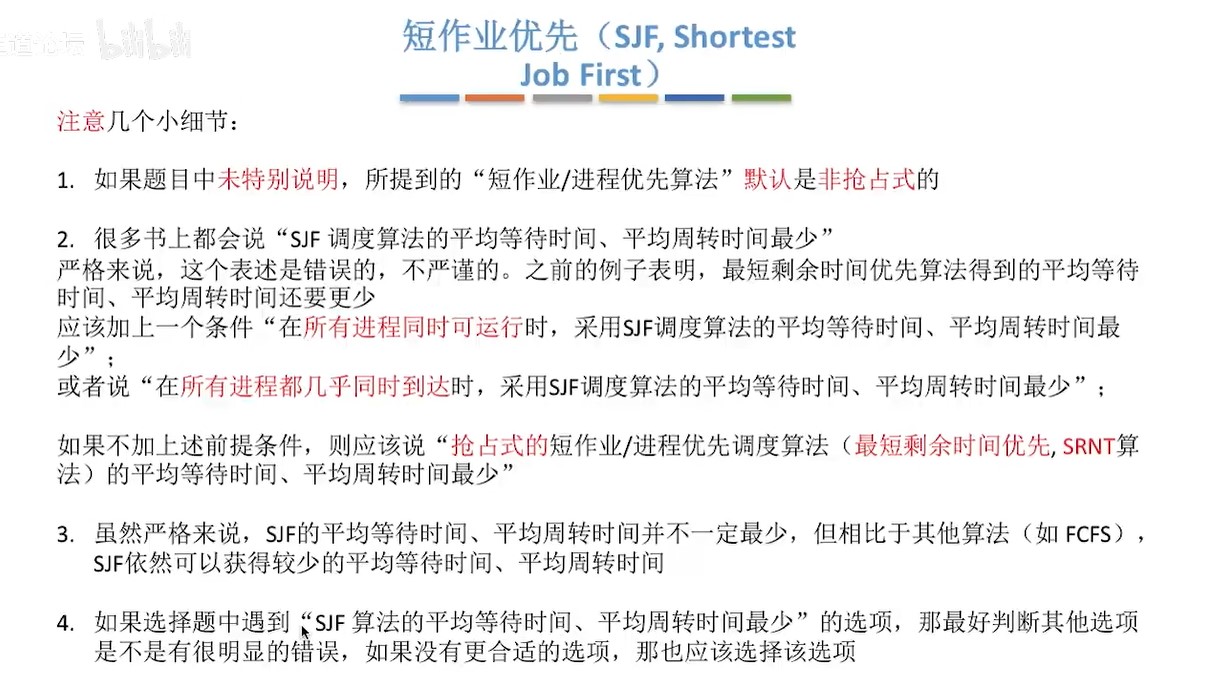 道论坛 bilibili
短作业优先（SJF, Shortest
Job First）
注意几个小细节：
1. 如果题目中未特别说明，所提到的“短作业/进程优先算法”默认是非抢占式的
2. 很多书上都会说“SJF 调度算法的平均等待时间、平均周转时间最少”
严格来说，这个表述是错误的，不严谨的。之前的例子表明，最短剩余时间优先算法得到的平均等待
时间、平均周转时间还要更少
应该加上一个条件“在所有进程同时可运行时，采用SJF调度算法的平均等待时间、平均周转时间最
少”；
或者说“在所有进程都几乎同时到达时，采用SJF调度算法的平均等待时间、平均周转时间最少”；
如果不加上述前提条件，则应该说“抢占式的短作业/进程优先调度算法（最短剩余时间优先, SRNT算
法）的平均等待时间、平均周转时间最少”
3. 虽然严格来说，SJF的平均等待时间、平均周转时间并不一定最少，但相比于其他算法（如 FCFS），
SJF依然可以获得较少的平均等待时间、平均周转时间
4. 如果选择题中遇到“SJF 算法的平均等待时间、平均周转时间最少”的选项，那最好判断其他选项
是不是有很明显的错误，如果没有更合适的选项，那也应该选择该选项